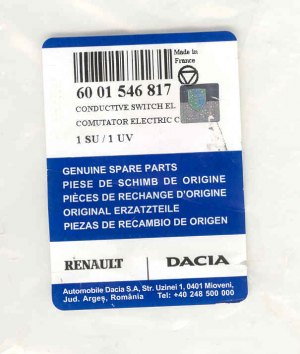 Made in
France
60 01 546 817
CONDUCTIVE SWITCH EL
COMUTATOR ELECTRIC C
1 SU / 1 UV
GENUINE SPARE PARTS
PIESE DE SCHIMB DE ORIGINE
PIÈCES DE RECHANGE D'ORIGINE
ORIGINAL ERZATZTEILE
PIEZAS DE RECAMBIO DE ORIGEN
RENAULT DACIA
Automobile Dacia S.A, Str. Uzinei 1, 0401 Mioveni,
Jud. Argeş, România Tel: +40 248 500 000